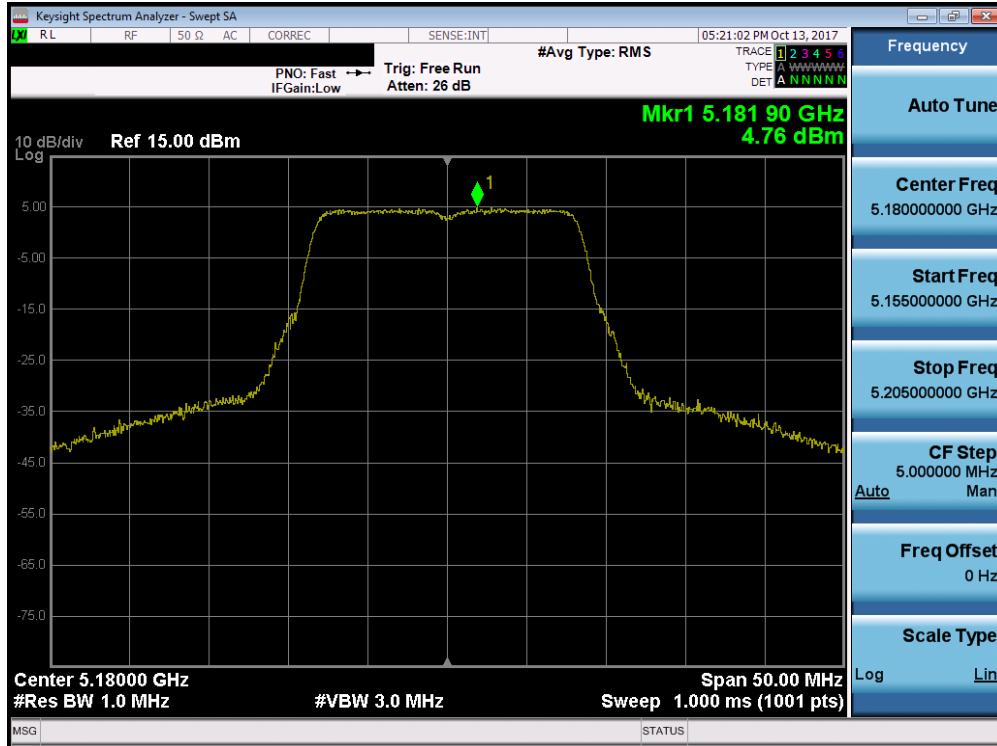 Keysight Spectrum Analyzer - Swept SA
LXI RL RF 50 Ω AC CORREC SENSE:INT 05:21:02 PM Oct 13, 2017
#Avg Type: RMS
TRACE 1 2 3 4 5 6
TYPE A WWWWW
DET A N N N N N
PNO: Fast Trig: Free Run
IFGain:Low Atten: 26 dB
Mkr1 5.181 90 GHz
4.76 dBm
10 dB/div Ref 15.00 dBm
Log
1
5.00
-5.00
-15.0
-25.0
-35.0
-45.0
-55.0
-65.0
-75.0
Center 5.18000 GHz Span 50.00 MHz
#Res BW 1.0 MHz #VBW 3.0 MHz Sweep 1.000 ms (1001 pts)
MSG STATUS
Frequency
Auto Tune
Center Freq
5.180000000 GHz
Start Freq
5.155000000 GHz
Stop Freq
5.205000000 GHz
CF Step
5.000000 MHz
Auto Man
Freq Offset
0 Hz
Scale Type
Log Lin